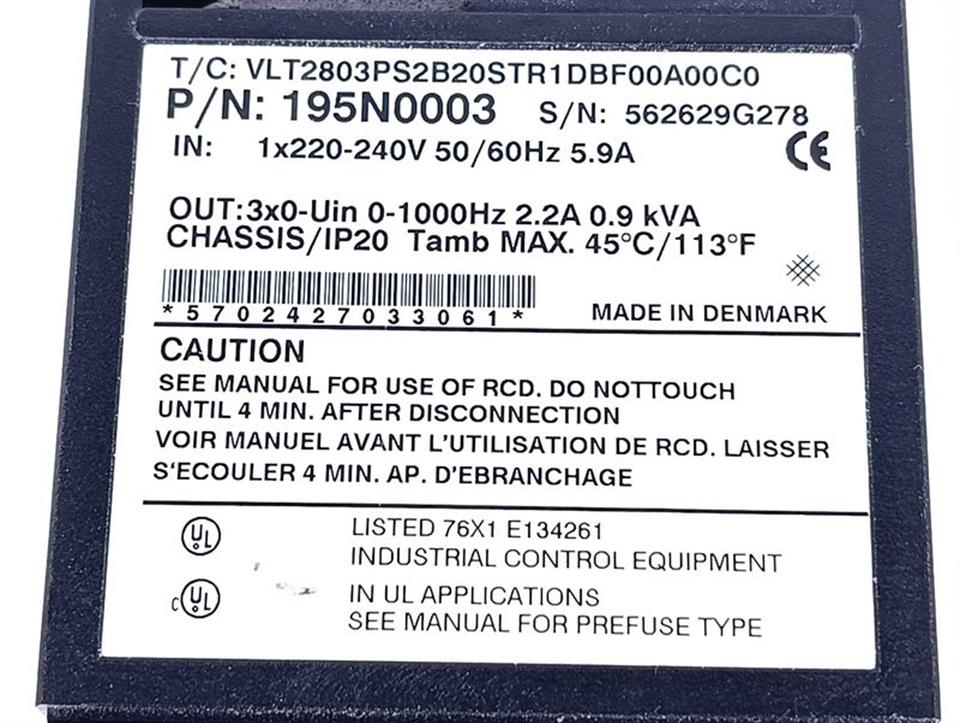 T/C: VLT2803PS2B20STR1DBF00A00C0
P/N: 195N0003 S/N: 562629G278
IN: 1x220-240V 50/60Hz 5.9A
CE
OUT:3x0-Uin 0-1000Hz 2.2A 0.9 kVA
CHASSIS/IP20 Tamb MAX. 45°C/113°F
*5702427033061* MADE IN DENMARK
CAUTION
SEE MANUAL FOR USE OF RCD. DO NOTTOUCH
UNTIL 4 MIN. AFTER DISCONNECTION
VOIR MANUEL AVANT L'UTILISATION DE RCD. LAISSER
S'ECOULER 4 MIN. AP. D'EBRANCHAGE
UL LISTED 76X1 E134261
INDUSTRIAL CONTROL EQUIPMENT
c UL IN UL APPLICATIONS
SEE MANUAL FOR PREFUSE TYPE